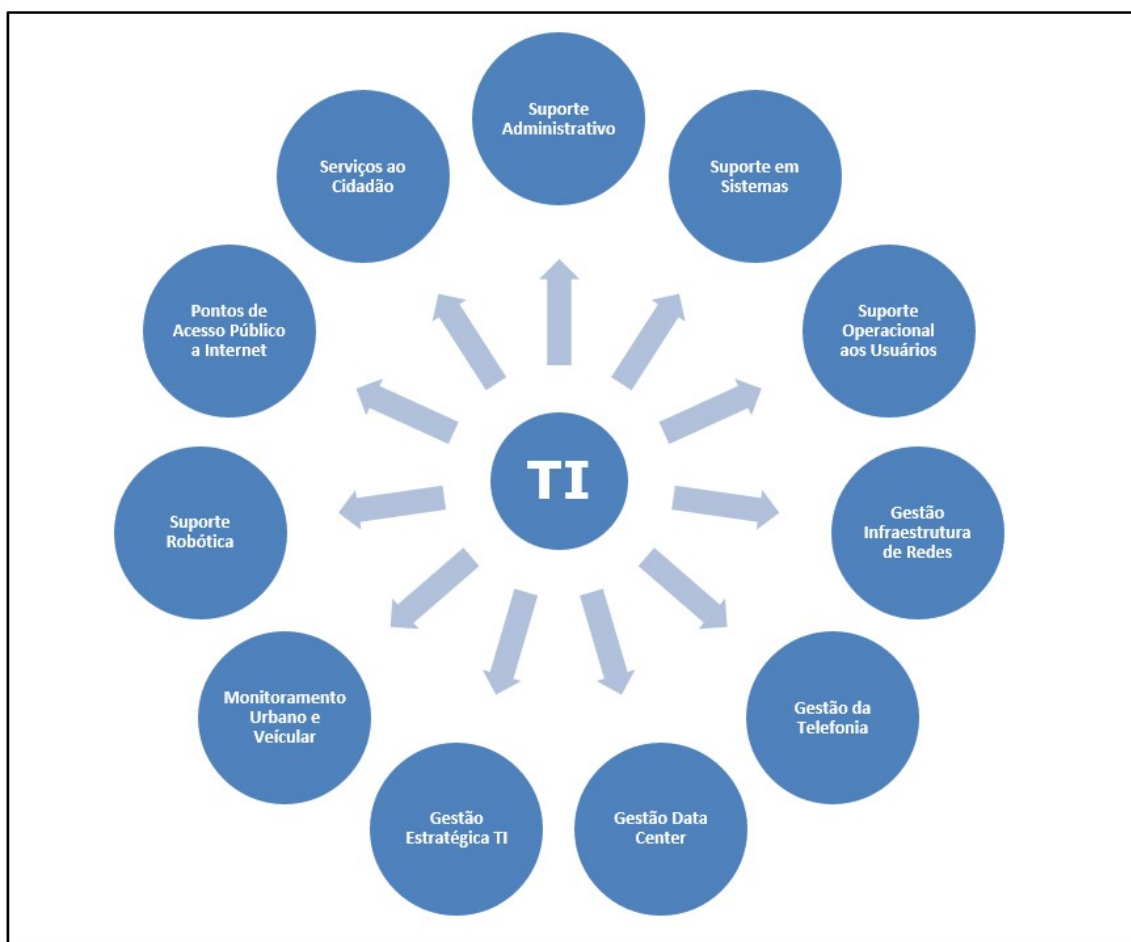 Suporte
Administrativo
Suporte em
Sistemas
Suporte
Operacional
aos Usuários
Gestão
Infraestrutura
de Redes
Gestão da
Telefonia
Gestão Data
Center
Gestão
Estratégica TI
Monitoramento
Urbano e
Veícular
Suporte
Robótica
Pontos de
Acesso Público
a Internet
Serviços ao
Cidadão
TI